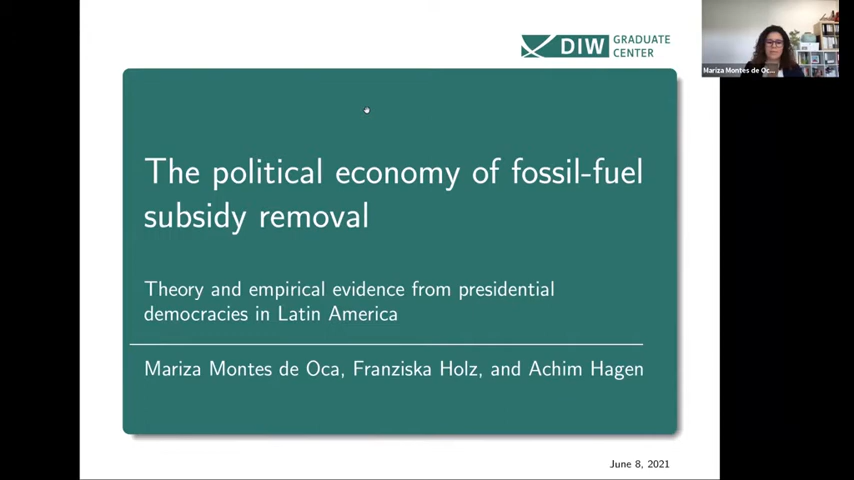 DIW GRADUATE
CENTER
Mariza Montes de Oc...
The political economy of fossil-fuel
subsidy removal
Theory and empirical evidence from presidential
democracies in Latin America
Mariza Montes de Oca, Franziska Holz, and Achim Hagen
June 8, 2021